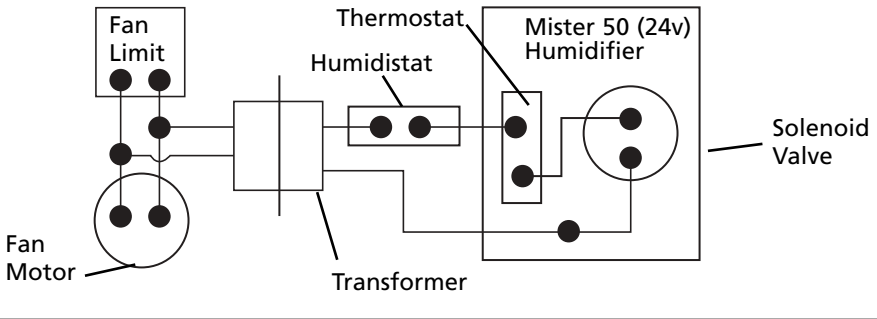 Fan
Limit
Thermostat
Humidistat
Mister 50 (24v)
Humidifier
Solenoid
Valve
Fan
Motor
Transformer